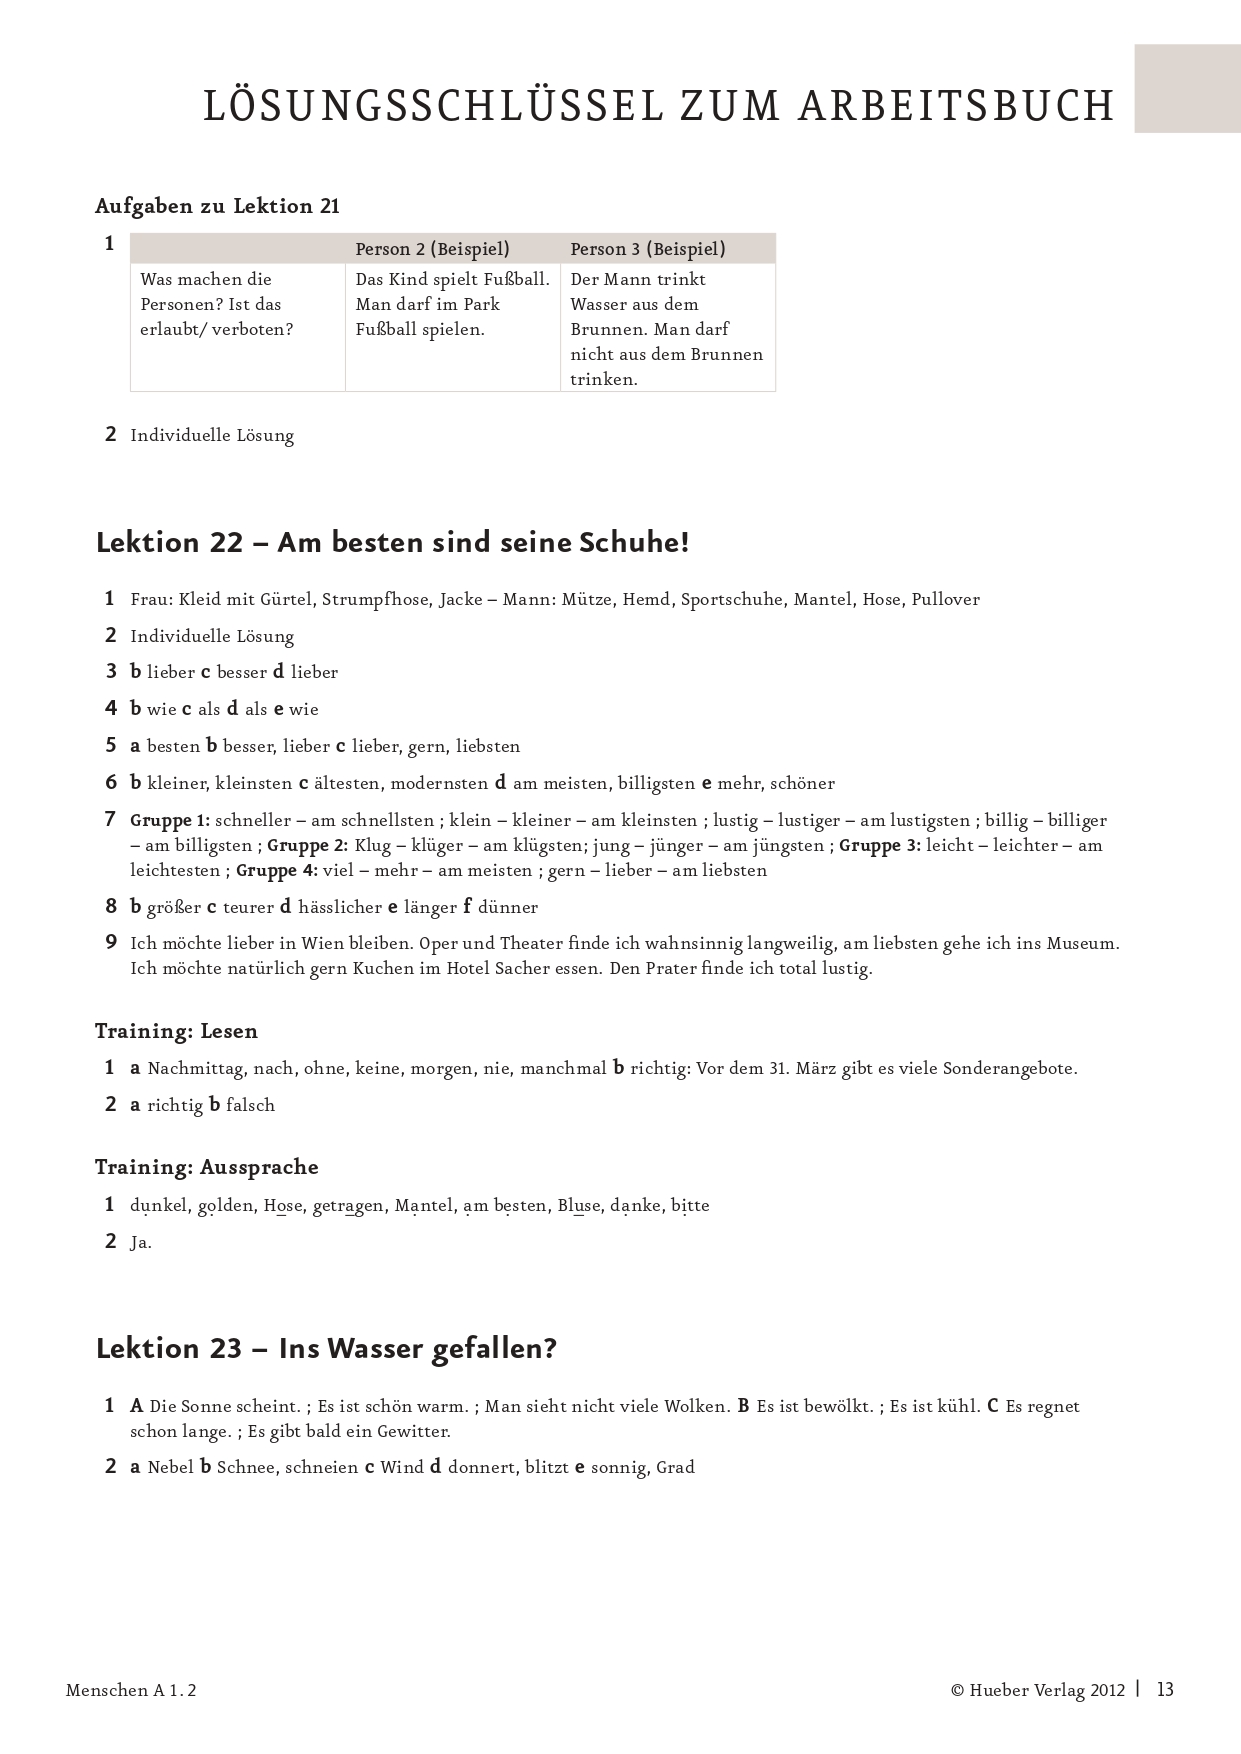 LÖSUNGSSCHLÜSSEL ZUM ARBEITSBUCH
Aufgaben zu Lektion 21
1
Person 2 (Beispiel) Person 3 (Beispiel)
Was machen die Personen? Ist das erlaubt/ verboten?
Das Kind spielt Fußball. Man darf im Park Fußball spielen.
Der Mann trinkt Wasser aus dem Brunnen. Man darf nicht aus dem Brunnen trinken.
2 Individuelle Lösung
Lektion 22 – Am besten sind seine Schuhe!
1 Frau: Kleid mit Gürtel, Strumpfhose, Jacke – Mann: Mütze, Hemd, Sportschuhe, Mantel, Hose, Pullover
2 Individuelle Lösung
3 b lieber c besser d lieber
4 b wie c als d als e wie
5 a besten b besser, lieber c lieber, gern, liebsten
6 b kleiner, kleinsten c ältesten, modernsten d am meisten, billigsten e mehr, schöner
7 Gruppe 1: schneller – am schnellsten ; klein – kleiner – am kleinsten ; lustig – lustiger – am lustigsten ; billig – billiger
– am billigsten ; Gruppe 2: Klug – klüger – am klügsten; jung – jünger – am jüngsten ; Gruppe 3: leicht – leichter – am
leichtesten ; Gruppe 4: viel – mehr – am meisten ; gern – lieber – am liebsten
8 b größer c teurer d hässlicher e länger f dünner
9 Ich möchte lieber in Wien bleiben. Oper und Theater finde ich wahnsinnig langweilig, am liebsten gehe ich ins Museum.
Ich möchte natürlich gern Kuchen im Hotel Sacher essen. Den Prater finde ich total lustig.
Training: Lesen
1 a Nachmittag, nach, ohne, keine, morgen, nie, manchmal b richtig: Vor dem 31. März gibt es viele Sonderangebote.
2 a richtig b falsch
Training: Aussprache
1 dụnkel, gọlden, Ho̲se, getra̲gen, Mạntel, ạm bẹsten, Blu̲se, dạnke, bịtte
2 Ja.
Lektion 23 – Ins Wasser gefallen?
1 A Die Sonne scheint. ; Es ist schön warm. ; Man sieht nicht viele Wolken. B Es ist bewölkt. ; Es ist kühl. C Es regnet
schon lange. ; Es gibt bald ein Gewitter.
2 a Nebel b Schnee, schneien c Wind d donnert, blitzt e sonnig, Grad
Menschen A 1.2
© Hueber Verlag 2012 | 13